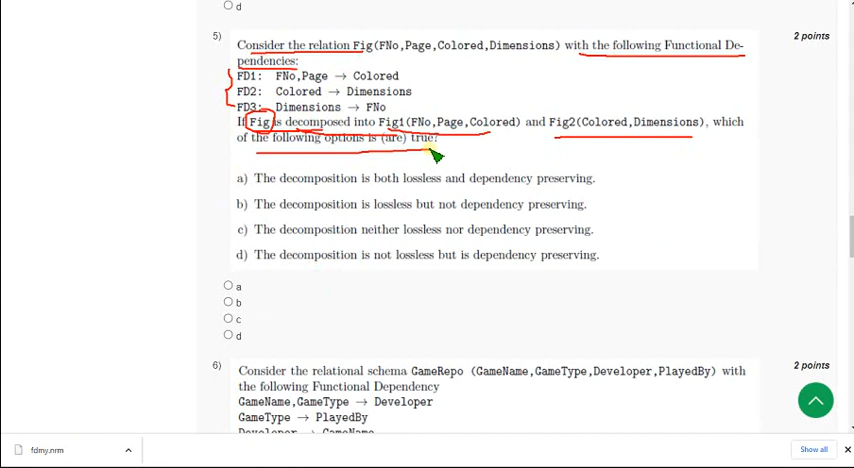 d
5)
2 points
Consider the relation Fig(FNo,Page,Colored,Dimensions) with the following Functional De-
pendencies:
FD1: FNo,Page → Colored
FD2: Colored → Dimensions
FD3: Dimensions → FNo
If Fig is decomposed into Fig1(FNo,Page,Colored) and Fig2(Colored,Dimensions), which
of the following options is (are) true?
a) The decomposition is both lossless and dependency preserving.
b) The decomposition is lossless but not dependency preserving.
c) The decomposition neither lossless nor dependency preserving.
d) The decomposition is not lossless but is dependency preserving.
a
b
c
d
6)
2 points
Consider the relational schema GameRepo (GameName,GameType,Developer,PlayedBy) with
the following Functional Dependency
GameName,GameType → Developer
GameType → PlayedBy
Developer → GameName
fdmy.nrm
Show all